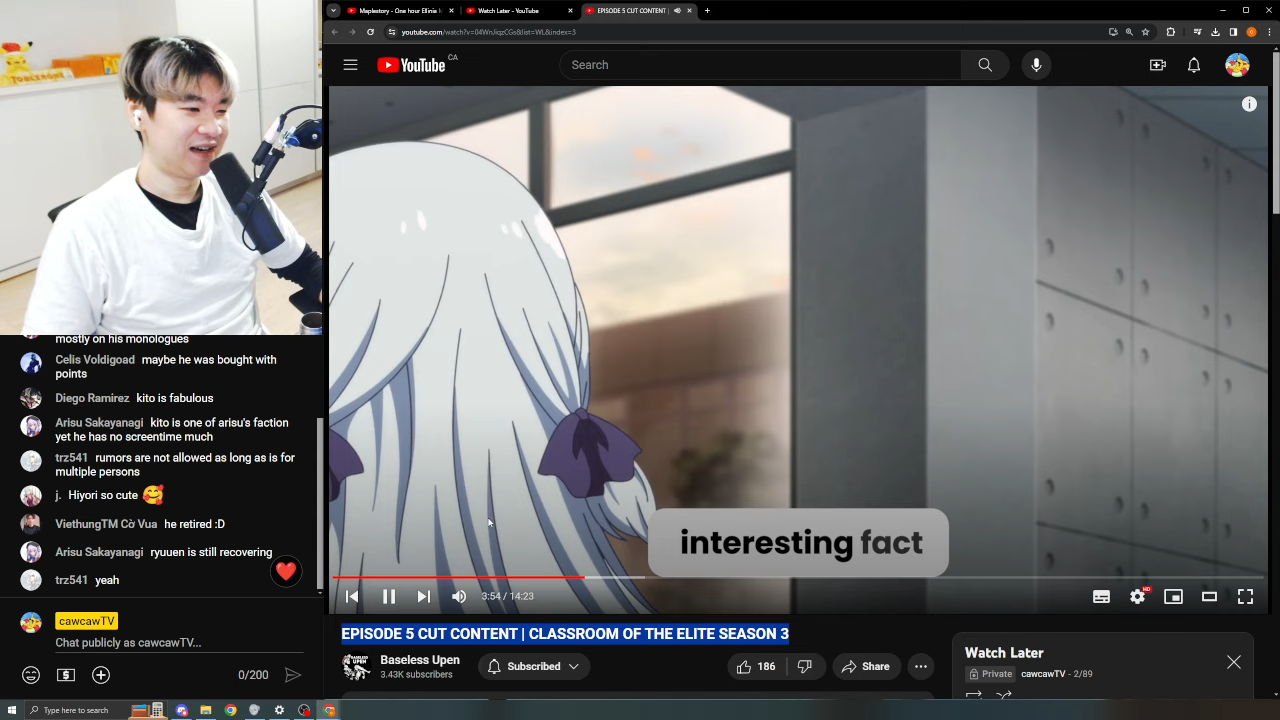 Maplestory - One hour Ellinia
Watch Later - YouTube
EPISODE 5 CUT CONTENT |
youtube.com/watch?v=04WnJiqzCGs&list=WL&index=3
YouTube CA
Search
interesting fact
3:54 / 14:23
HD
EPISODE 5 CUT CONTENT | CLASSROOM OF THE ELITE SEASON 3
Baseless Upen
3.43K subscribers
Subscribed
186
Share
Watch Later
Private cawcawTV - 2/89
mostly on his monologues
Celis Voldigoad maybe he was bought with
points
Diego Ramirez kito is fabulous
Arisu Sakayanagi kito is one of arisu's faction
yet he has no screentime much
trz541 rumors are not allowed as long as is for
multiple persons
j. Hiyori so cute 🥰
ViethungTM Cờ Vua he retired :D
Arisu Sakayanagi ryuuen is still recovering
trz541 yeah
cawcawTV
Chat publicly as cawcawTV...
0/200
Type here to search